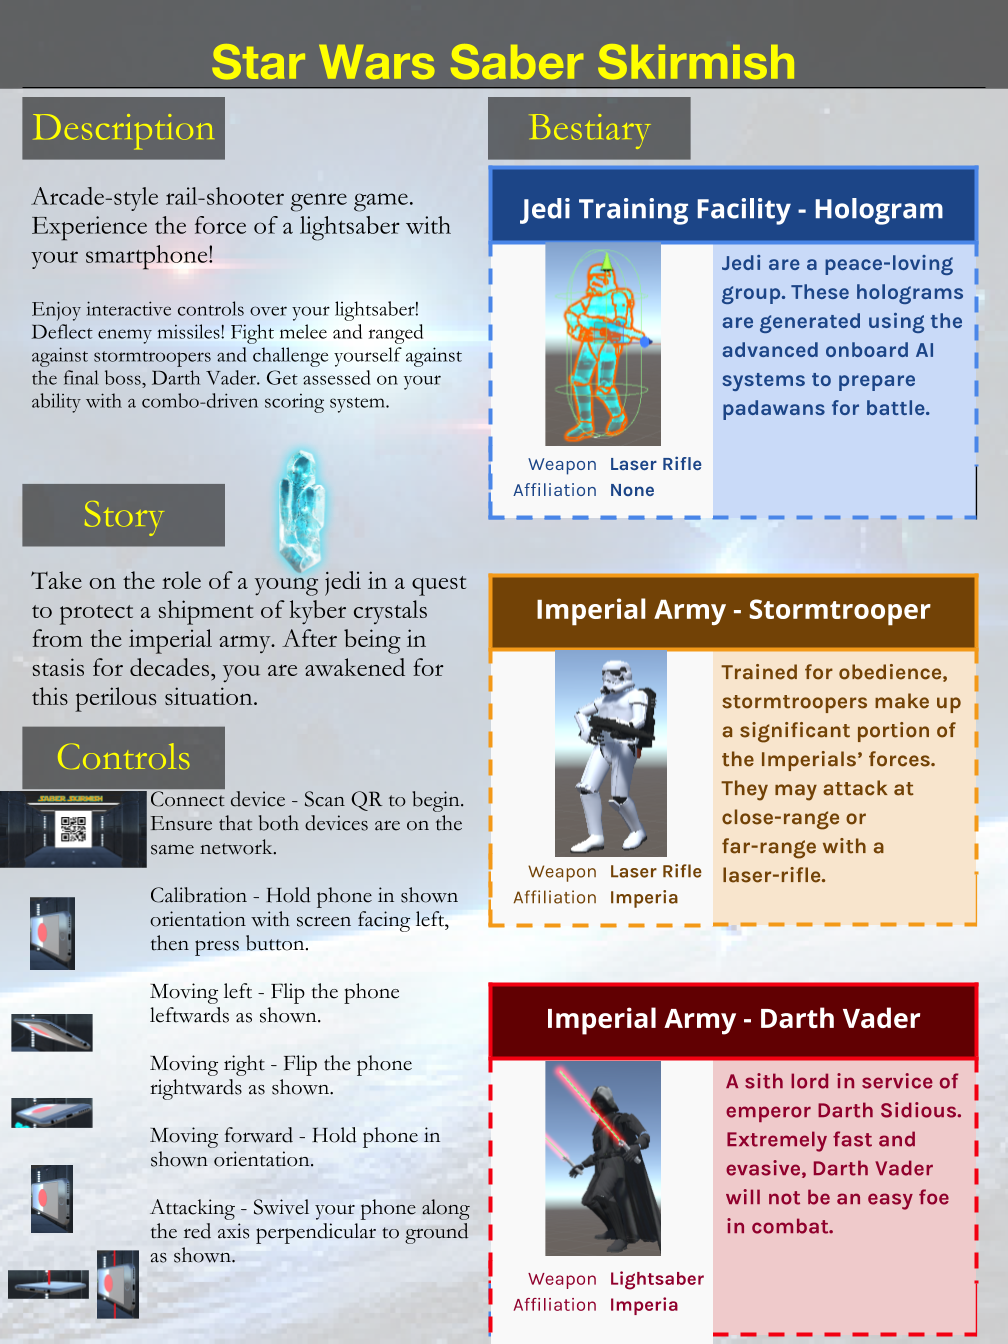 Star Wars Saber Skirmish
Description
Arcade-style rail-shooter genre game.
Experience the force of a lightsaber with
your smartphone!
Enjoy interactive controls over your lightsaber!
Deflect enemy missiles! Fight melee and ranged
against stormtroopers and challenge yourself against
the final boss, Darth Vader. Get assessed on your
ability with a combo-driven scoring system.
Story
Take on the role of a young jedi in a quest
to protect a shipment of kyber crystals
from the imperial army. After being in
stasis for decades, you are awakened for
this perilous situation.
Controls
SABER SKIRMISH
Connect device - Scan QR to begin.
Ensure that both devices are on the
same network.
Calibration - Hold phone in shown
orientation with screen facing left,
then press button.
Moving left - Flip the phone
leftwards as shown.
Moving right - Flip the phone
rightwards as shown.
Moving forward - Hold phone in
shown orientation.
Attacking - Swivel your phone along
the red axis perpendicular to ground
as shown.
Bestiary
Jedi Training Facility - Hologram
Jedi are a peace-loving
group. These holograms
are generated using the
advanced onboard AI
systems to prepare
padawans for battle.
Weapon Laser Rifle
Affiliation None
Imperial Army - Stormtrooper
Trained for obedience,
stormtroopers make up
a significant portion of
the Imperials’ forces.
They may attack at
close-range or
far-range with a
laser-rifle.
Weapon Laser Rifle
Affiliation Imperia
Imperial Army - Darth Vader
A sith lord in service of
emperor Darth Sidious.
Extremely fast and
evasive, Darth Vader
will not be an easy foe
in combat.
Weapon Lightsaber
Affiliation Imperia